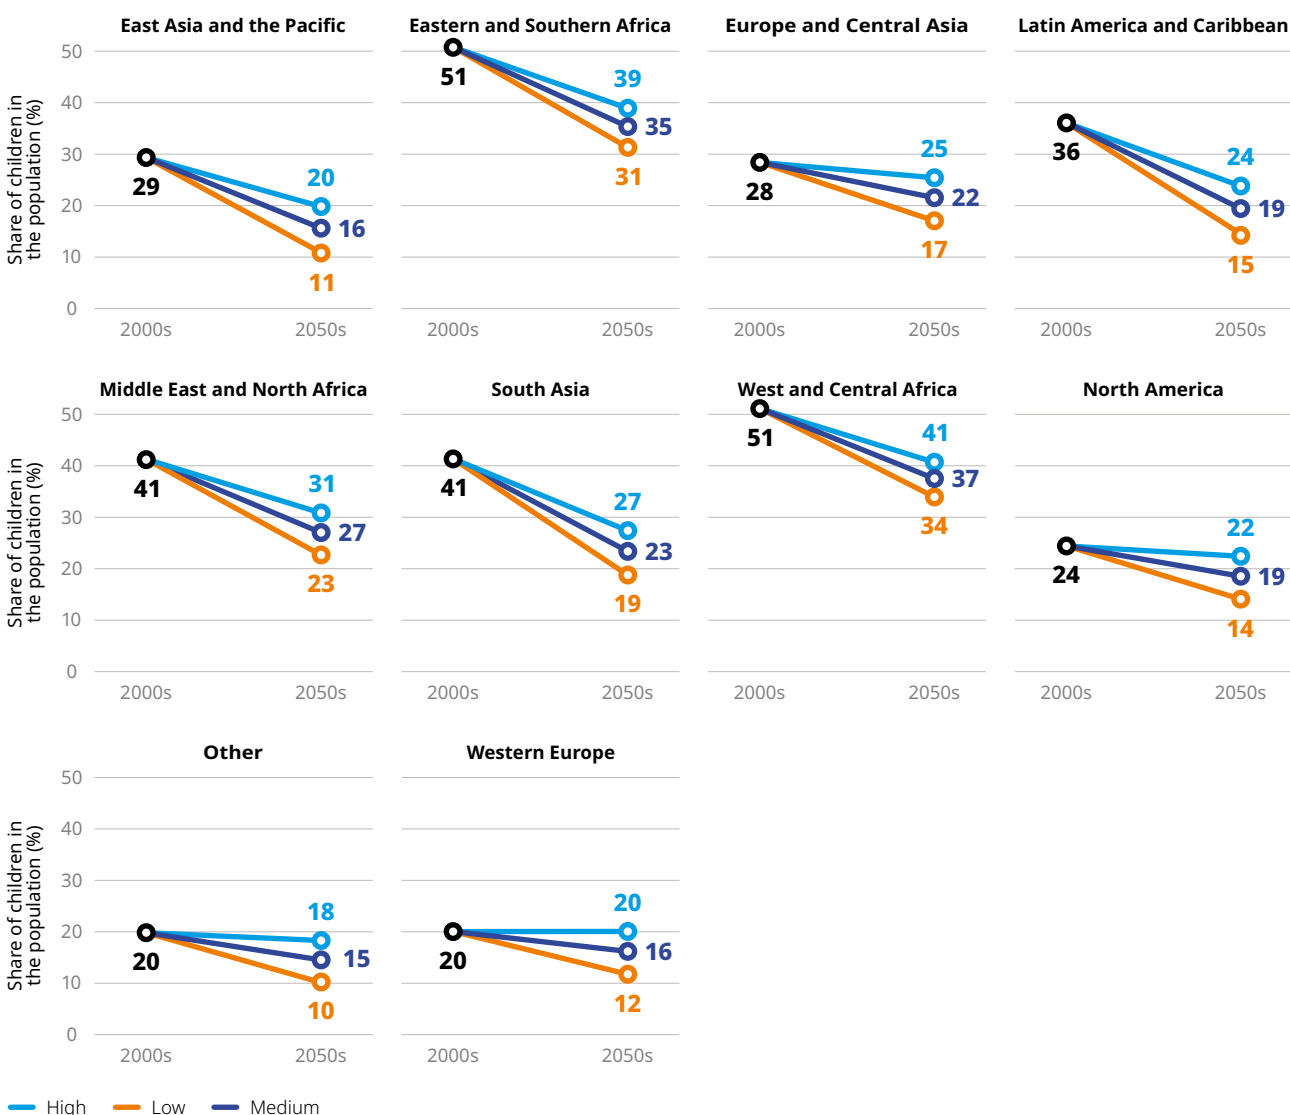 East Asia and the Pacific
Eastern and Southern Africa
Europe and Central Asia
Latin America and Caribbean
Share of children in
the population (%)
50
40
30
20
10
0
29
20
16
11
2000s
2050s
51
39
35
31
2000s
2050s
28
25
22
17
2000s
2050s
36
24
19
15
2000s
2050s
Middle East and North Africa
South Asia
West and Central Africa
North America
Share of children in
the population (%)
50
40
30
20
10
0
41
31
27
23
2000s
2050s
41
27
23
19
2000s
2050s
51
41
37
34
2000s
2050s
24
22
19
14
2000s
2050s
Other
Western Europe
Share of children in
the population (%)
50
40
30
20
10
0
20
18
15
10
2000s
2050s
20
20
16
12
2000s
2050s
High
Low
Medium